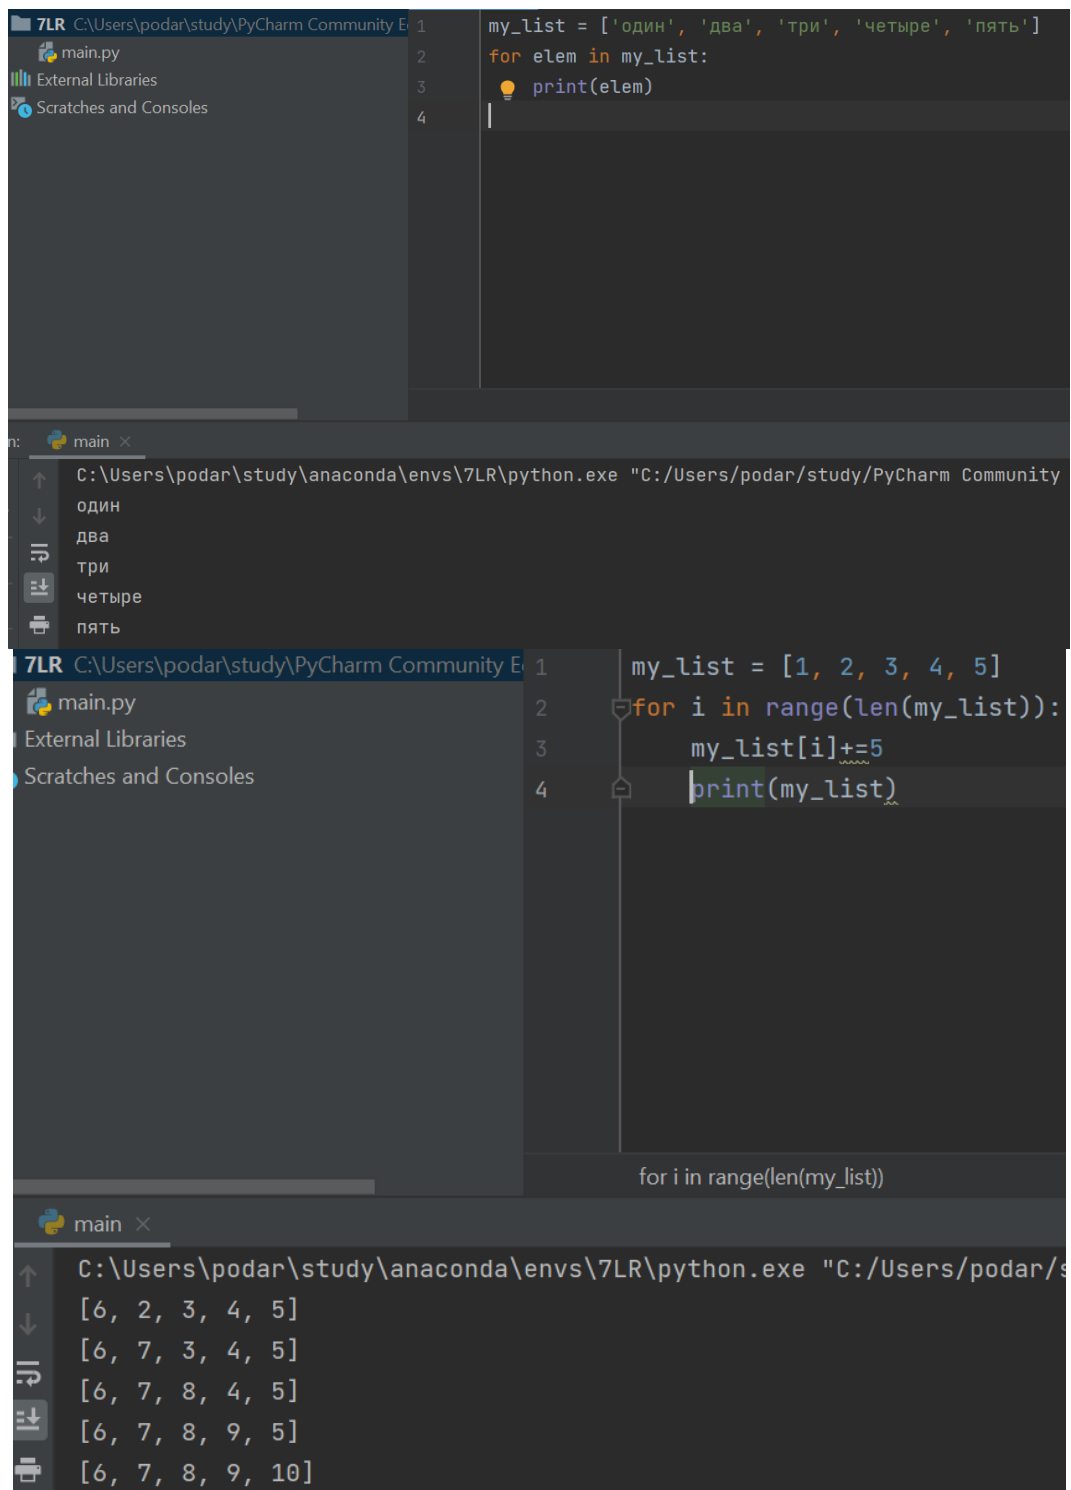 7LR C:\Users\podar\study\PyCharm Community E
main.py
External Libraries
Scratches and Consoles
1 my_list = ['один', 'два', 'три', 'четыре', 'пять']
2 for elem in my_list:
3 print(elem)
4
n: main
C:\Users\podar\study\anaconda\envs\7LR\python.exe "C:/Users/podar/study/PyCharm Community
один
два
три
четыре
пять
7LR C:\Users\podar\study\PyCharm Community E
main.py
External Libraries
Scratches and Consoles
1 my_list = [1, 2, 3, 4, 5]
2 for i in range(len(my_list)):
3 my_list[i]+=5
4 print(my_list)
for i in range(len(my_list))
main
C:\Users\podar\study\anaconda\envs\7LR\python.exe "C:/Users/podar/s
[6, 2, 3, 4, 5]
[6, 7, 3, 4, 5]
[6, 7, 8, 4, 5]
[6, 7, 8, 9, 5]
[6, 7, 8, 9, 10]